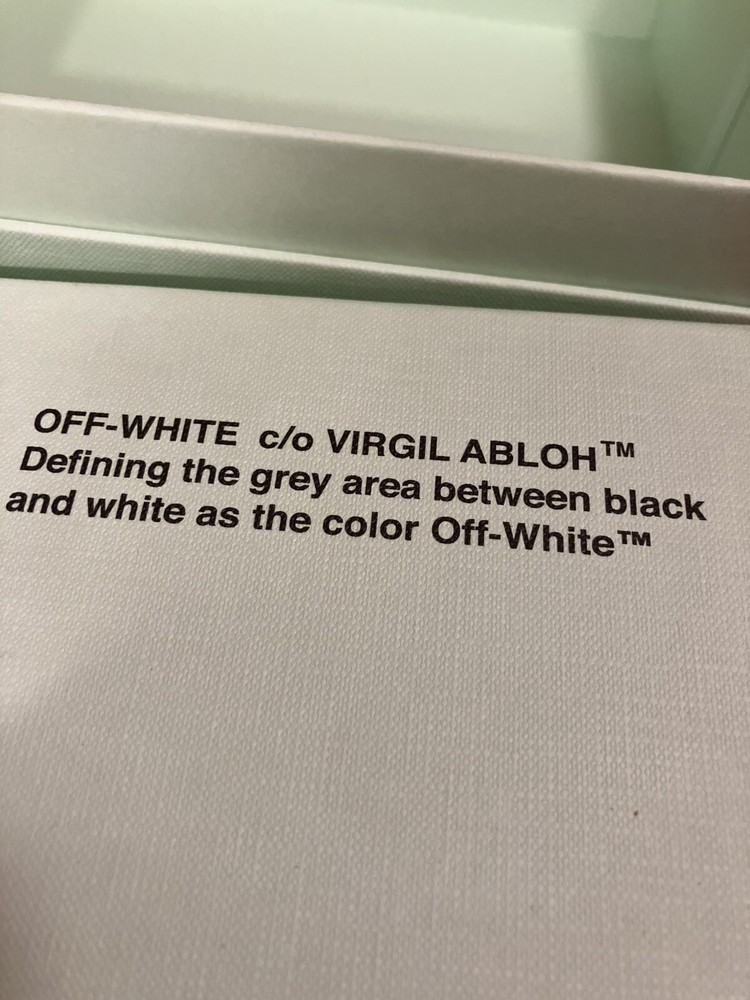 OFF-WHITE c/o VIRGIL ABLOH™
Defining the grey area between black
and white as the color Off-White™